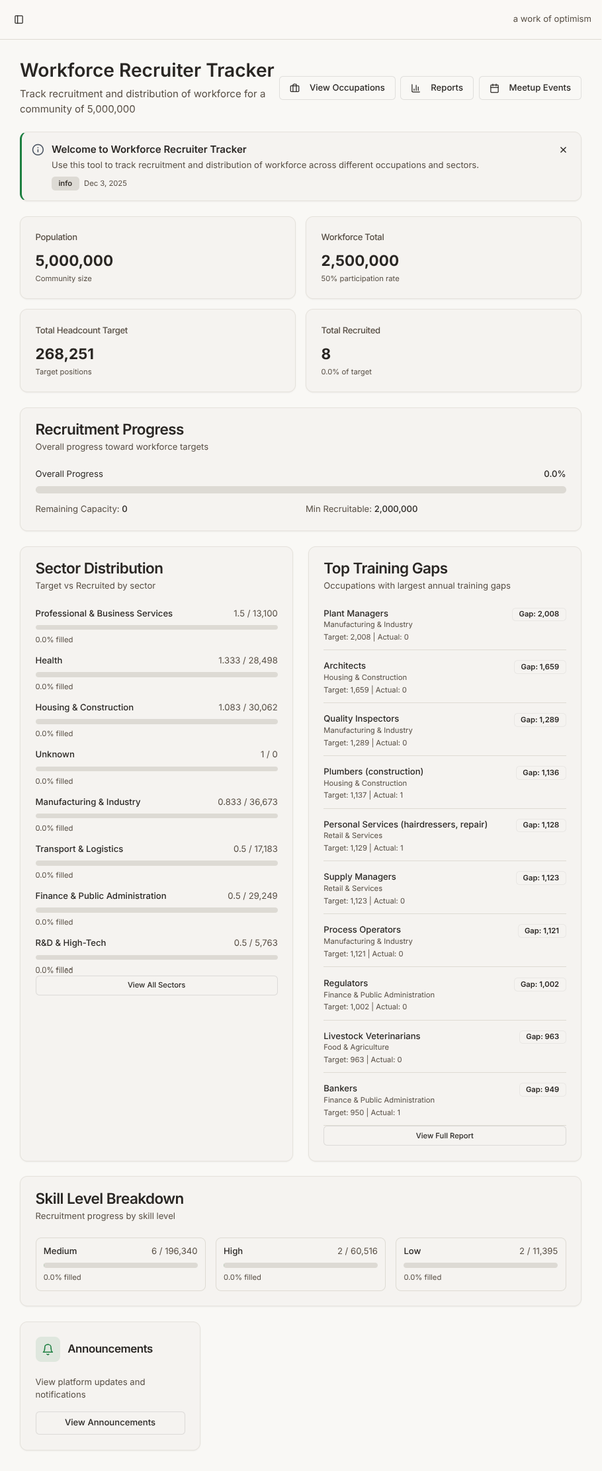 a work of optimism
Workforce Recruiter Tracker
Track recruitment and distribution of workforce for a
community of 5,000,000
View Occupations
Reports
Meetup Events
Welcome to Workforce Recruiter Tracker
Use this tool to track recruitment and distribution of workforce across different occupations and sectors.
info Dec 3, 2025
Population
5,000,000
Community size
Workforce Total
2,500,000
50% participation rate
Total Headcount Target
268,251
Target positions
Total Recruited
8
0.0% of target
Recruitment Progress
Overall progress toward workforce targets
Overall Progress 0.0%
Remaining Capacity: 0 Min Recruitable: 2,000,000
Sector Distribution
Target vs Recruited by sector
Professional & Business Services 1.5 / 13,100
0.0% filled
Health 1.333 / 28,498
0.0% filled
Housing & Construction 1.083 / 30,062
0.0% filled
Unknown 1 / 0
0.0% filled
Manufacturing & Industry 0.833 / 36,673
0.0% filled
Transport & Logistics 0.5 / 17,183
0.0% filled
Finance & Public Administration 0.5 / 29,249
0.0% filled
R&D & High-Tech 0.5 / 5,763
0.0% filled
View All Sectors
Top Training Gaps
Occupations with largest annual training gaps
Plant Managers Gap: 2,008
Manufacturing & Industry
Target: 2,008 | Actual: 0
Architects Gap: 1,659
Housing & Construction
Target: 1,659 | Actual: 0
Quality Inspectors Gap: 1,289
Manufacturing & Industry
Target: 1,289 | Actual: 0
Plumbers (construction) Gap: 1,136
Housing & Construction
Target: 1,137 | Actual: 1
Personal Services (hairdressers, repair) Gap: 1,128
Retail & Services
Target: 1,129 | Actual: 1
Supply Managers Gap: 1,123
Retail & Services
Target: 1,123 | Actual: 0
Process Operators Gap: 1,121
Manufacturing & Industry
Target: 1,121 | Actual: 0
Regulators Gap: 1,002
Finance & Public Administration
Target: 1,002 | Actual: 0
Livestock Veterinarians Gap: 963
Food & Agriculture
Target: 963 | Actual: 0
Bankers Gap: 949
Finance & Public Administration
Target: 950 | Actual: 1
View Full Report
Skill Level Breakdown
Recruitment progress by skill level
Medium 6 / 196,340
0.0% filled
High 2 / 60,516
0.0% filled
Low 2 / 11,395
0.0% filled
Announcements
View platform updates and
notifications
View Announcements